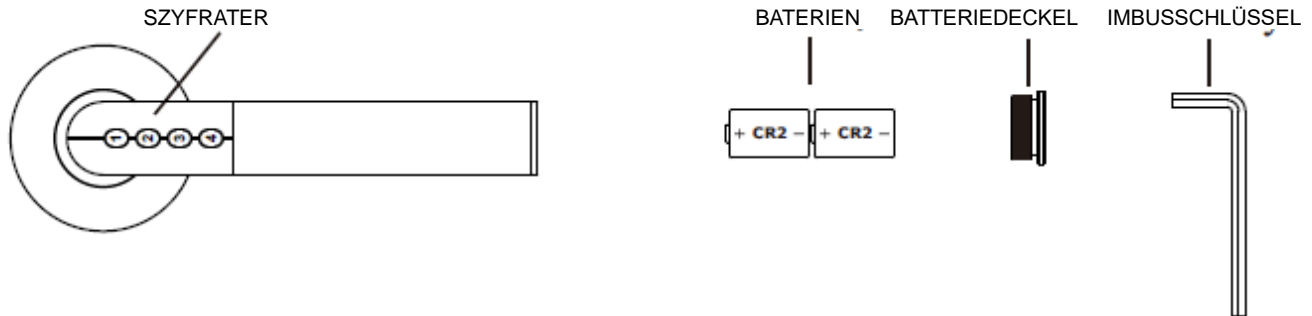 SZYFRATER
BATERIEN
BATTERIEDECKEL
IMBUSSCHLÜSSEL
1 2 3 4
+ CR2 − + CR2 −